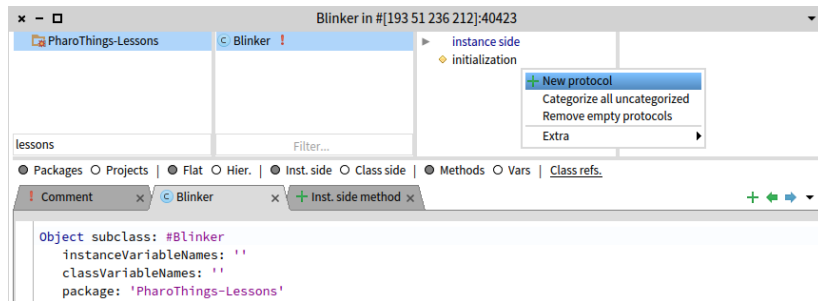 Blinker in #[193 51 236 212]:40423
PharoThings-Lessons
Blinker !
instance side
initialization
New protocol
Categorize all uncategorized
Remove empty protocols
Extra
lessons
Filter...
Packages Projects | Flat Hier. | Inst. side Class side | Methods Vars | Class refs.
! Comment x Blinker x Inst. side method x
Object subclass: #Blinker
instanceVariableNames: ''
classVariableNames: ''
package: 'PharoThings-Lessons'